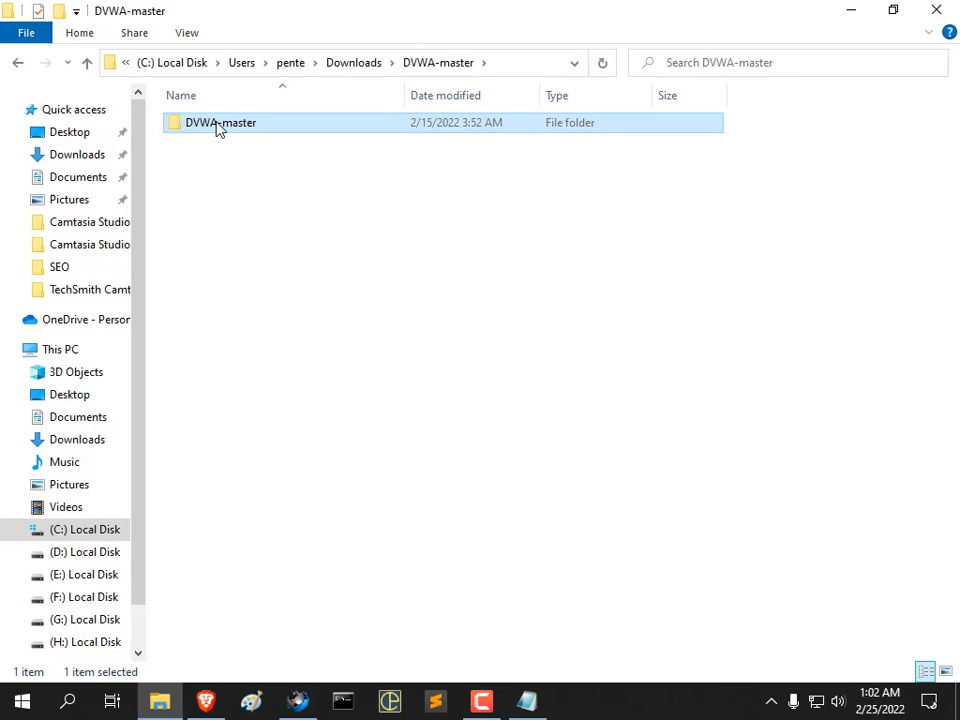 DVWA-master
File Home Share View
« (C:) Local Disk › Users › pente › Downloads › DVWA-master ›
Search DVWA-master
Name Date modified Type Size
DVWA-master 2/15/2022 3:52 AM File folder
Quick access
Desktop
Downloads
Documents
Pictures
Camtasia Studio
Camtasia Studio
SEO
TechSmith Camt
OneDrive - Person
This PC
3D Objects
Desktop
Documents
Downloads
Music
Pictures
Videos
(C:) Local Disk
(D:) Local Disk
(E:) Local Disk
(F:) Local Disk
(G:) Local Disk
(H:) Local Disk
1 item 1 item selected
1:02 AM
2/25/2022